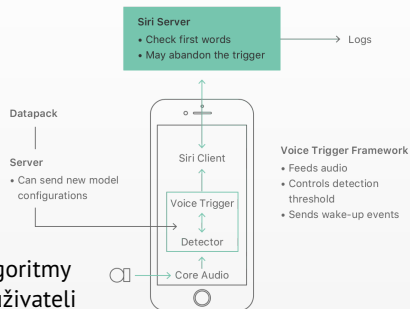 Siri Server
• Check first words
• May abandon the trigger
Logs
Datapack
Server
• Can send new model
configurations
Siri Client
Voice Trigger
Detector
Core Audio
Voice Trigger Framework
• Feeds audio
• Controls detection
threshold
• Sends wake-up events
goritmy
uživateli